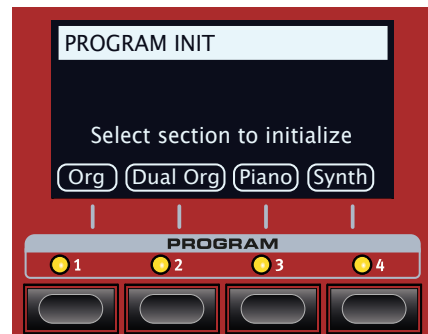 PROGRAM INIT
Select section to initialize
Org Dual Org Piano Synth
PROGRAM
1 2 3 4